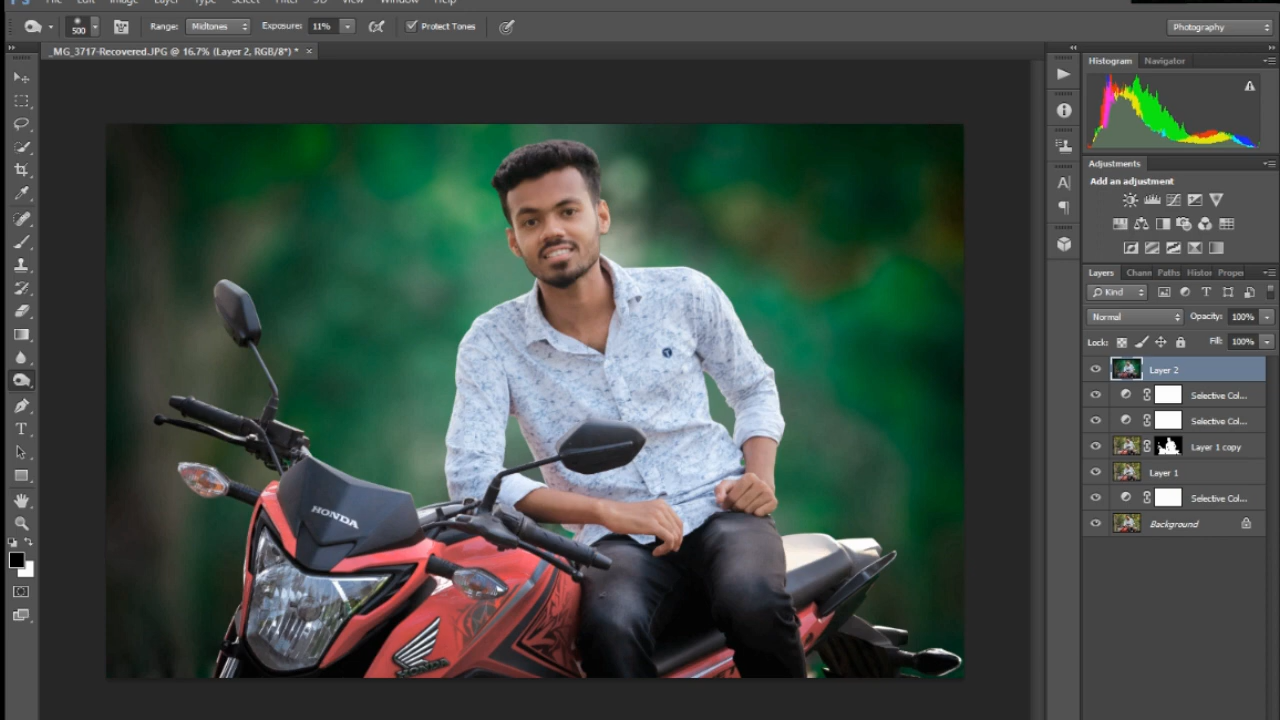 File Edit Image Layer Type Select Filter 3D View Window Help
500 Range: Midtones Exposure: 11% Protect Tones Photography
_MG_3717-Recovered.JPG @ 16.7% (Layer 2, RGB/8*) * ×
Histogram Navigator
Adjustments
Add an adjustment
Layers Chann Paths Histor Proper
Kind
Normal Opacity: 100%
Lock: Fill: 100%
Layer 2
Selective Col...
Selective Col...
Layer 1 copy
Layer 1
Selective Col...
Background
HONDA
HONDA